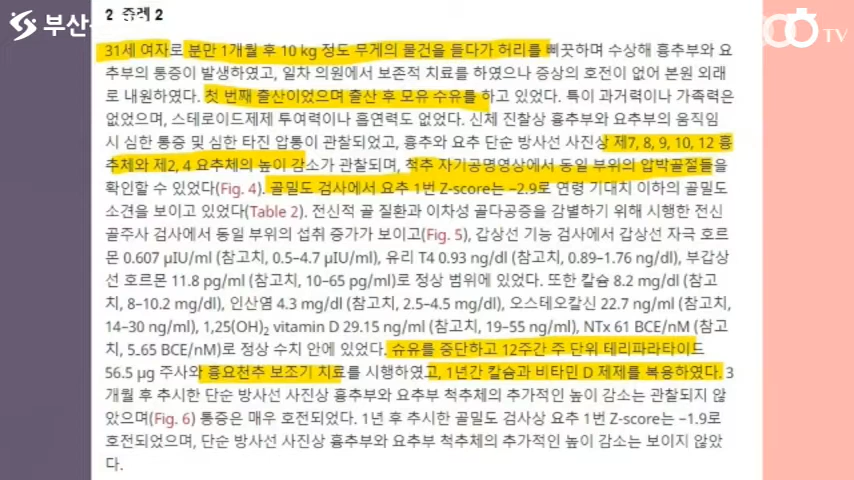 부산
TV
2 증례 2
31세 여자로 분만 1개월 후 10 kg 정도 무게의 물건을 들다가 허리를 삐끗하며 수상해 흉추부와 요
추부의 통증이 발생하였고, 일차 의원에서 보존적 치료를 하였으나 증상의 호전이 없어 본원 외래
로 내원하였다. 첫 번째 출산이었으며 출산 후 모유 수유를 하고 있었다. 특이 과거력이나 가족력은
없었으며, 스테로이드제제 투여력이나 흡연력도 없었다. 신체 진찰상 흉추부와 요추부의 움직임
시 심한 통증 및 심한 타진 압통이 관찰되었고, 흉추와 요추 단순 방사선 사진상 제7, 8, 9, 10, 12 흉
추체와 제2, 4 요추체의 높이 감소가 관찰되며, 척추 자기공명영상에서 동일 부위의 압박골절들을
확인할 수 있었다(Fig. 4). 골밀도 검사에서 요추 1번 Z-score는 −2.9로 연령 기대치 이하의 골밀도
소견을 보이고 있었다(Table 2). 전신적 골 질환과 이차성 골다공증을 감별하기 위해 시행한 전신
골주사 검사에서 동일 부위의 섭취 증가가 보이고(Fig. 5), 갑상선 기능 검사에서 갑상선 자극 호르
몬 0.607 μIU/ml (참고치, 0.5–4.7 μIU/ml), 유리 T4 0.93 ng/dl (참고치, 0.89–1.76 ng/dl), 부갑상
선 호르몬 11.8 pg/ml (참고치, 10–65 pg/ml)로 정상 범위에 있었다. 또한 칼슘 8.2 mg/dl (참고
치, 8–10.2 mg/dl), 인산염 4.3 mg/dl (참고치, 2.5–4.5 mg/dl), 오스테오칼신 22.7 ng/ml (참고치,
14–30 ng/ml), 1,25(OH)₂ vitamin D 29.15 ng/ml (참고치, 19–55 ng/ml), NTx 61 BCE/nM (참고
치, 5–65 BCE/nM)로 정상 수치 안에 있었다. 수유를 중단하고 12주간 주 단위 테리파라타이드
56.5 μg 주사와 흉요천추 보조기 치료를 시행하였고, 1년간 칼슘과 비타민 D 제제를 복용하였다. 3
개월 후 추시한 단순 방사선 사진상 흉추부와 요추부 척추체의 추가적인 높이 감소는 관찰되지 않
았으며(Fig. 6) 통증은 매우 호전되었다. 1년 후 추시한 골밀도 검사상 요추 1번 Z-score는 −1.9로
호전되었으며, 단순 방사선 사진상 흉추부와 요추부 척추체의 추가적인 높이 감소는 보이지 않았
다.